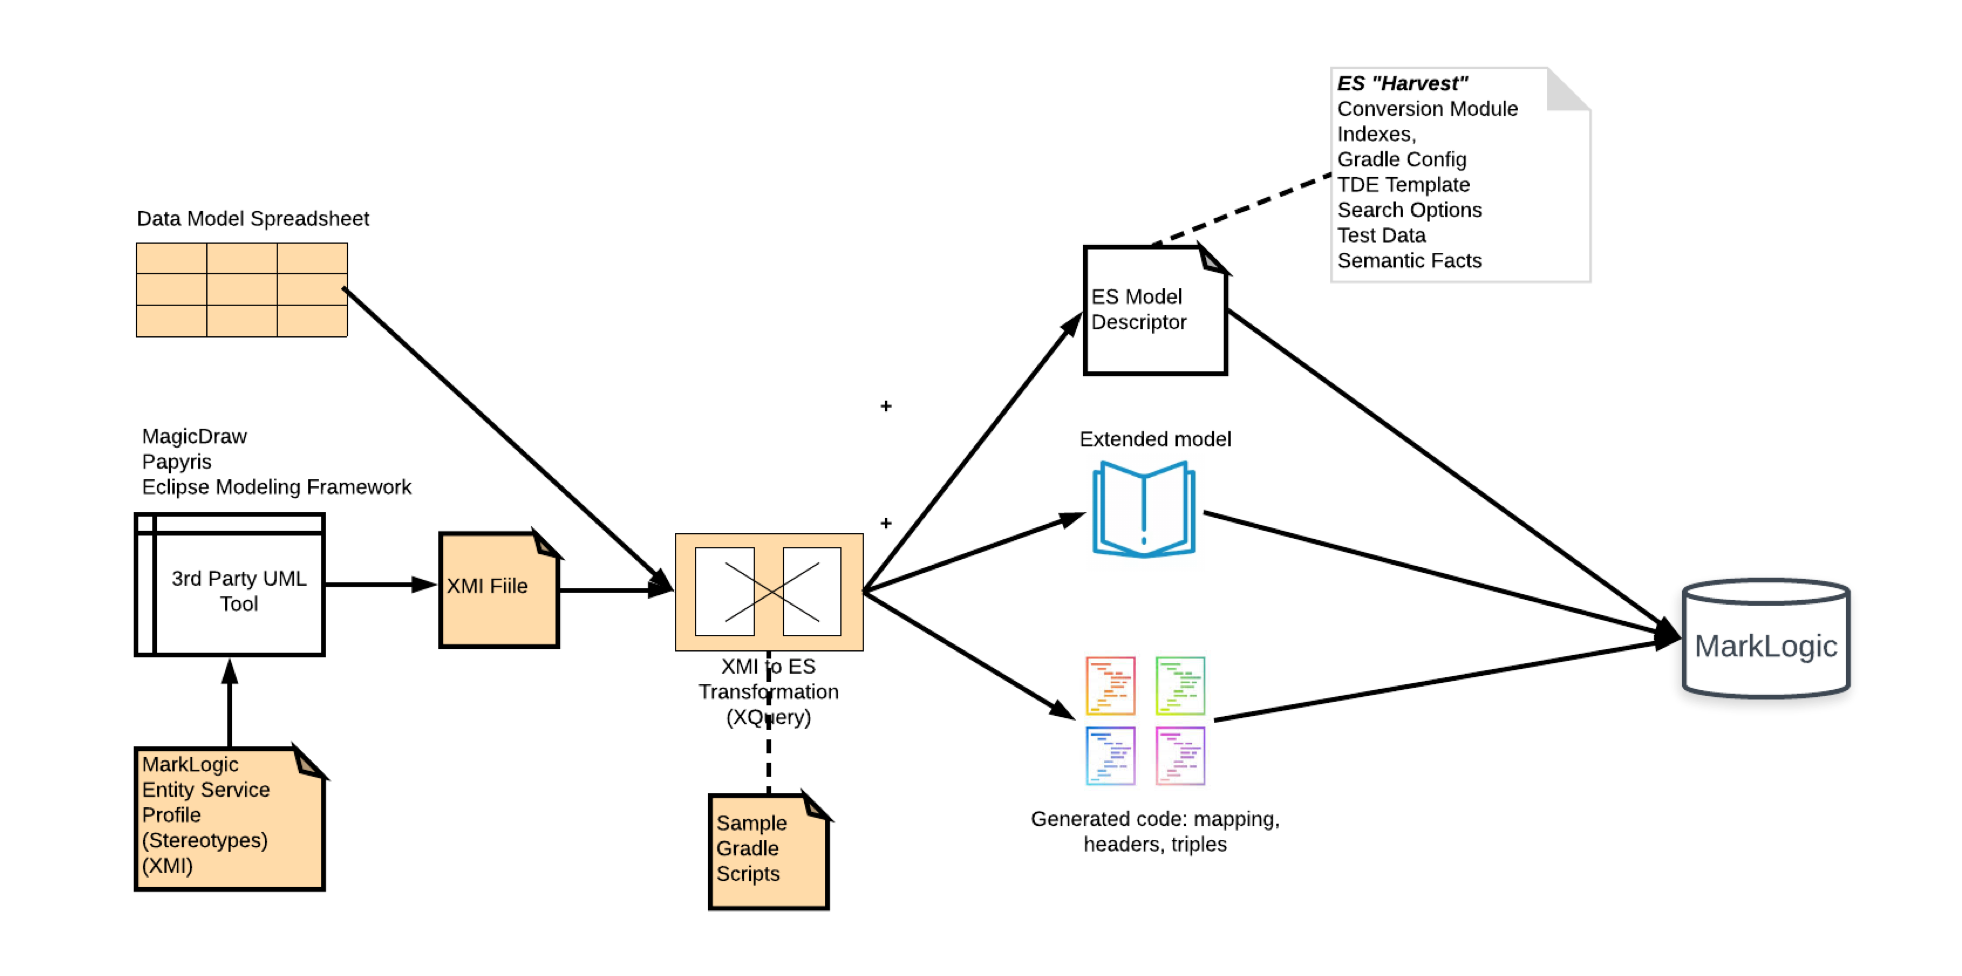 ES "Harvest"
Conversion Module
Indexes,
Gradle Config
TDE Template
Search Options
Test Data
Semantic Facts
Data Model Spreadsheet
ES Model
Descriptor
+
MagicDraw
Papyris
Eclipse Modeling Framework
Extended model
+
3rd Party UML
Tool
XMI Fiile
MarkLogic
XMI to ES
Transformation
(XQuery)
MarkLogic
Entity Service
Profile
(Stereotypes)
(XMI)
Sample
Gradle
Scripts
Generated code: mapping,
headers, triples